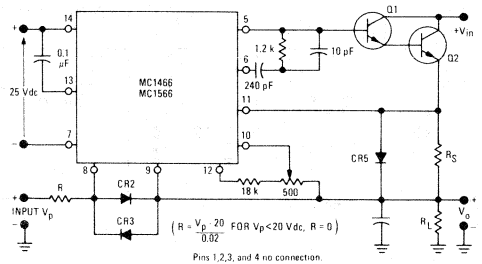 14
5
Q1
+
+Vin
0.1
μF
1.2 k
10 pF
Q2
MC1466
MC1566
6
240 pF
13
25 Vdc
11
10
7
8
9
12
CR5
RS
18 k
500
+
R
CR2
+
INPUT Vp
CR3
(R = Vp - 20 / 0.02 FOR Vp<20 Vdc, R = 0)
RL
Vo
Pins 1,2,3, and 4 no connection.